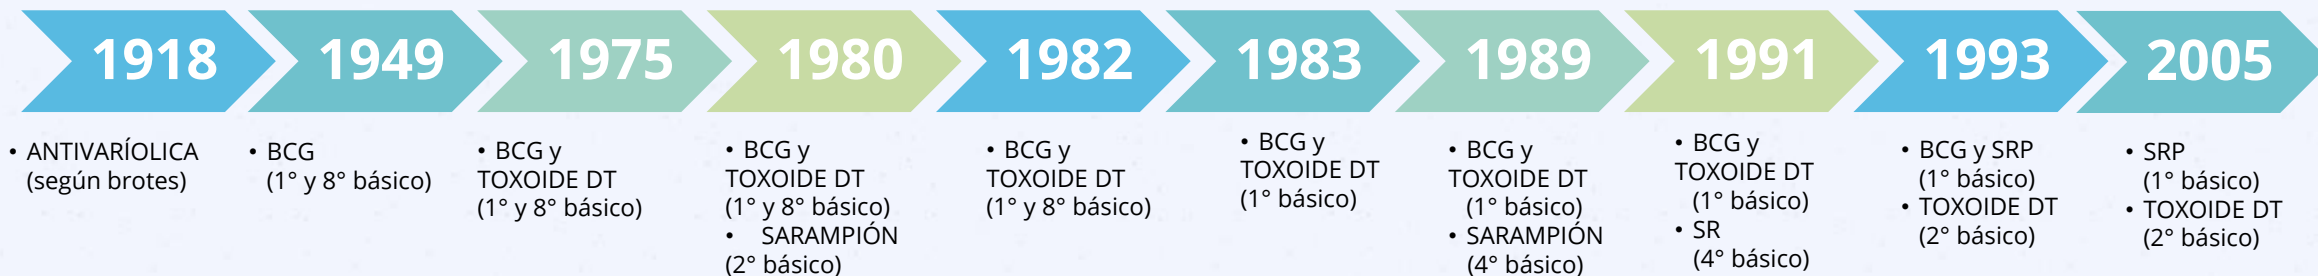 1918
1949
1975
1980
1982
1983
1989
1991
1993
2005
• ANTIVARÍOLICA
(según brotes)
• BCG
(1° y 8° básico)
• BCG y
TOXOIDE DT
(1° y 8° básico)
• BCG y
TOXOIDE DT
(1° y 8° básico)
• SARAMPIÓN
(2° básico)
• BCG y
TOXOIDE DT
(1° y 8° básico)
• BCG y
TOXOIDE DT
(1° básico)
• BCG y
TOXOIDE DT
(1° básico)
• SARAMPIÓN
(4° básico)
• BCG y
TOXOIDE DT
(1° básico)
• SR
(4° básico)
• BCG y SRP
(1° básico)
• TOXOIDE DT
(2° básico)
• SRP
(1° básico)
• TOXOIDE DT
(2° básico)